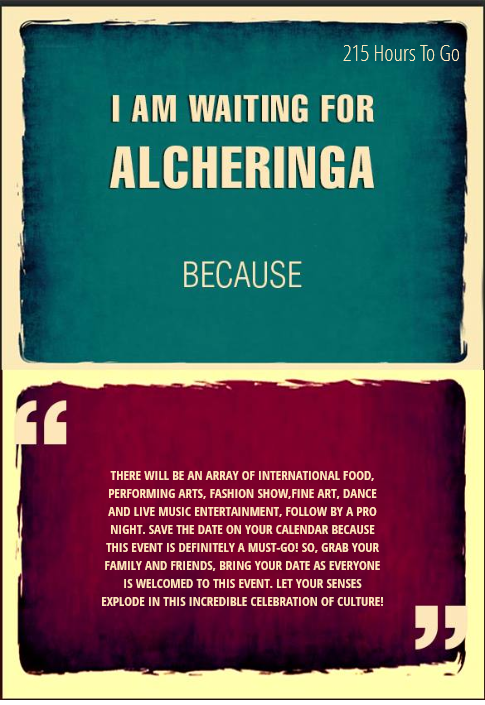 215 Hours To Go
I AM WAITING FOR
ALCHERINGA
BECAUSE
“
THERE WILL BE AN ARRAY OF INTERNATIONAL FOOD,
PERFORMING ARTS, FASHION SHOW,FINE ART, DANCE
AND LIVE MUSIC ENTERTAINMENT, FOLLOW BY A PRO
NIGHT. SAVE THE DATE ON YOUR CALENDAR BECAUSE
THIS EVENT IS DEFINITELY A MUST-GO! SO, GRAB YOUR
FAMILY AND FRIENDS, BRING YOUR DATE AS EVERYONE
IS WELCOMED TO THIS EVENT. LET YOUR SENSES
EXPLODE IN THIS INCREDIBLE CELEBRATION OF CULTURE!
”